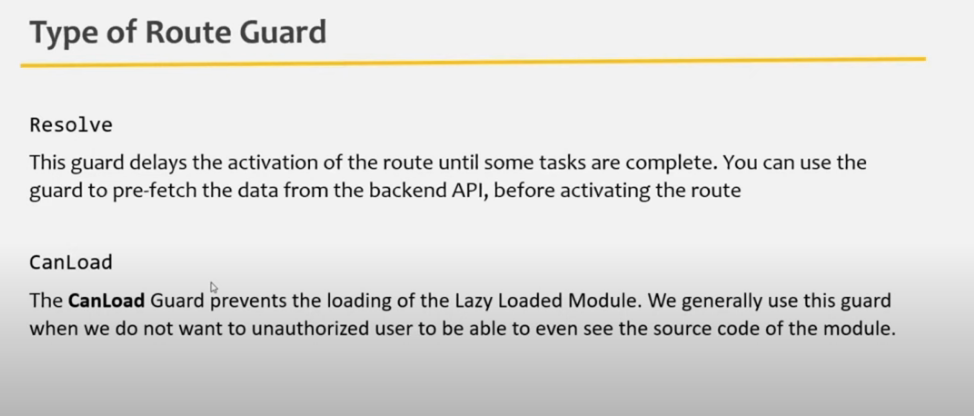 Type of Route Guard
Resolve
This guard delays the activation of the route until some tasks are complete. You can use the
guard to pre-fetch the data from the backend API, before activating the route
CanLoad
The CanLoad Guard prevents the loading of the Lazy Loaded Module. We generally use this guard
when we do not want to unauthorized user to be able to even see the source code of the module.